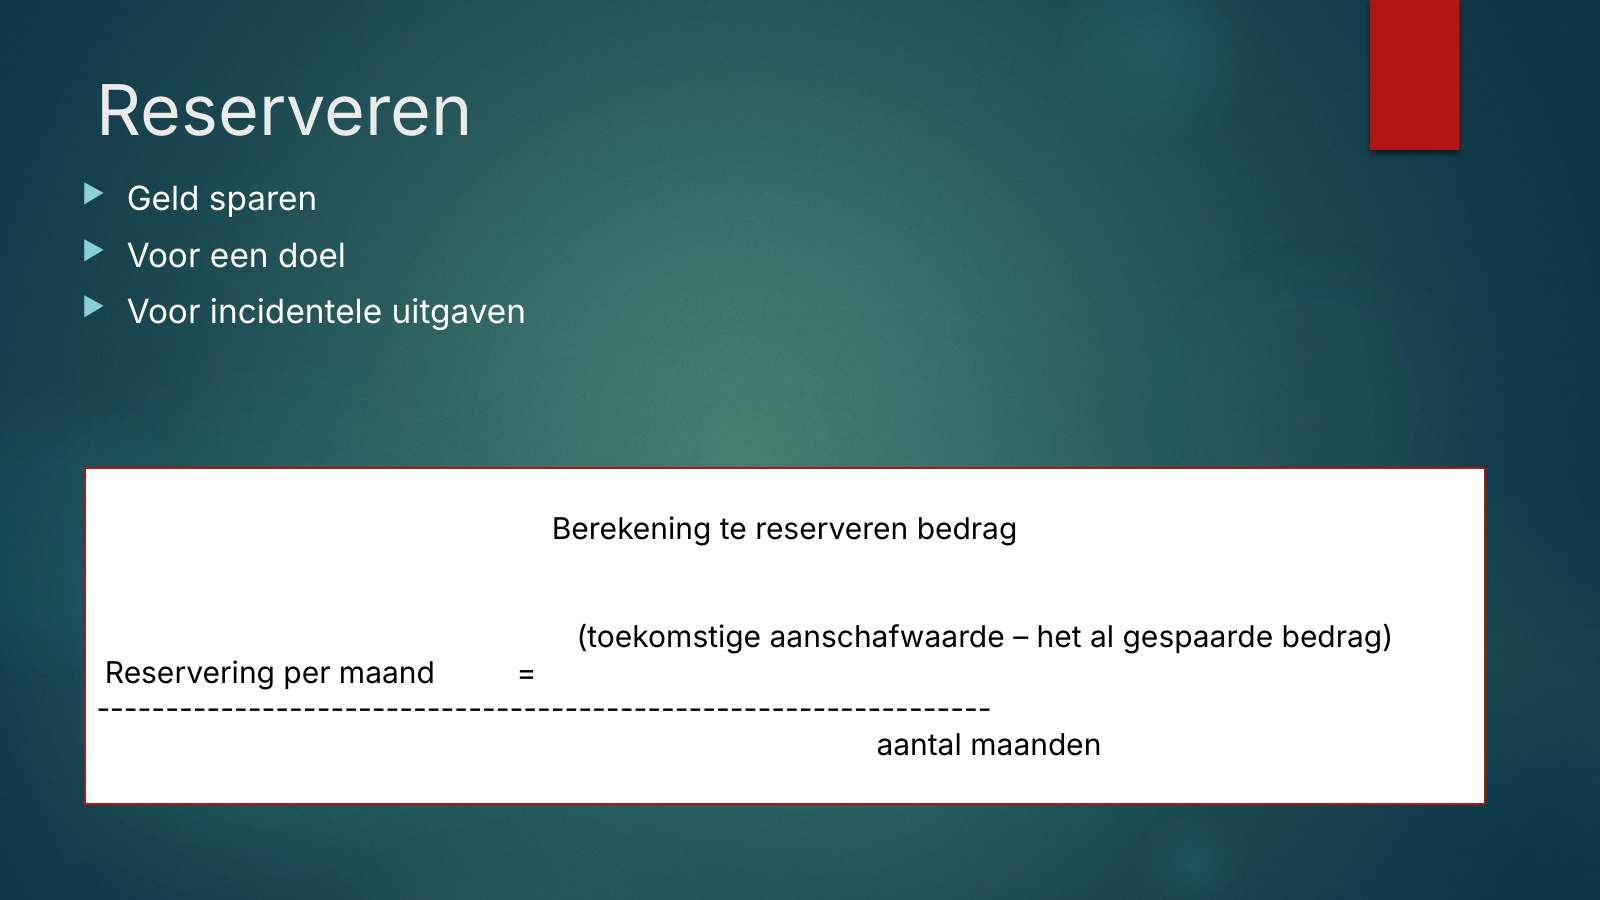 Reserveren
Geld sparen
Voor een doel
Voor incidentele uitgaven
Berekening te reserveren bedrag
(toekomstige aanschafwaarde – het al gespaarde bedrag)
Reservering per maand =
-----------------------------------------------------------------
aantal maanden